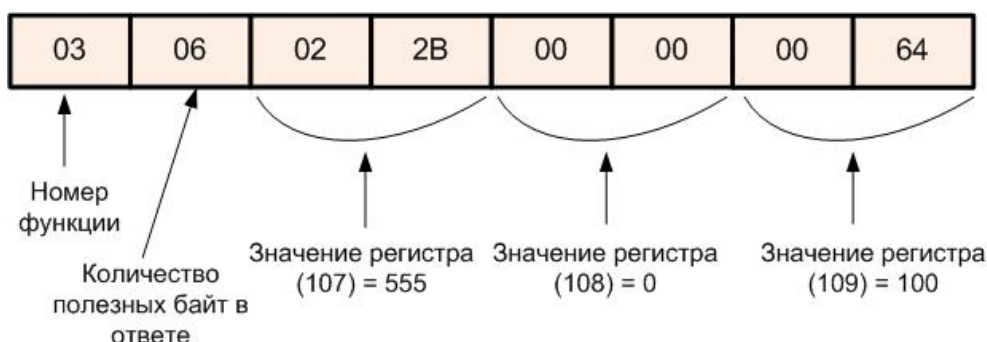 03 06 02 2B 00 00 00 64
Номер
функции
Количество
полезных байт в
ответе
Значение регистра
(107) = 555
Значение регистра
(108) = 0
Значение регистра
(109) = 100